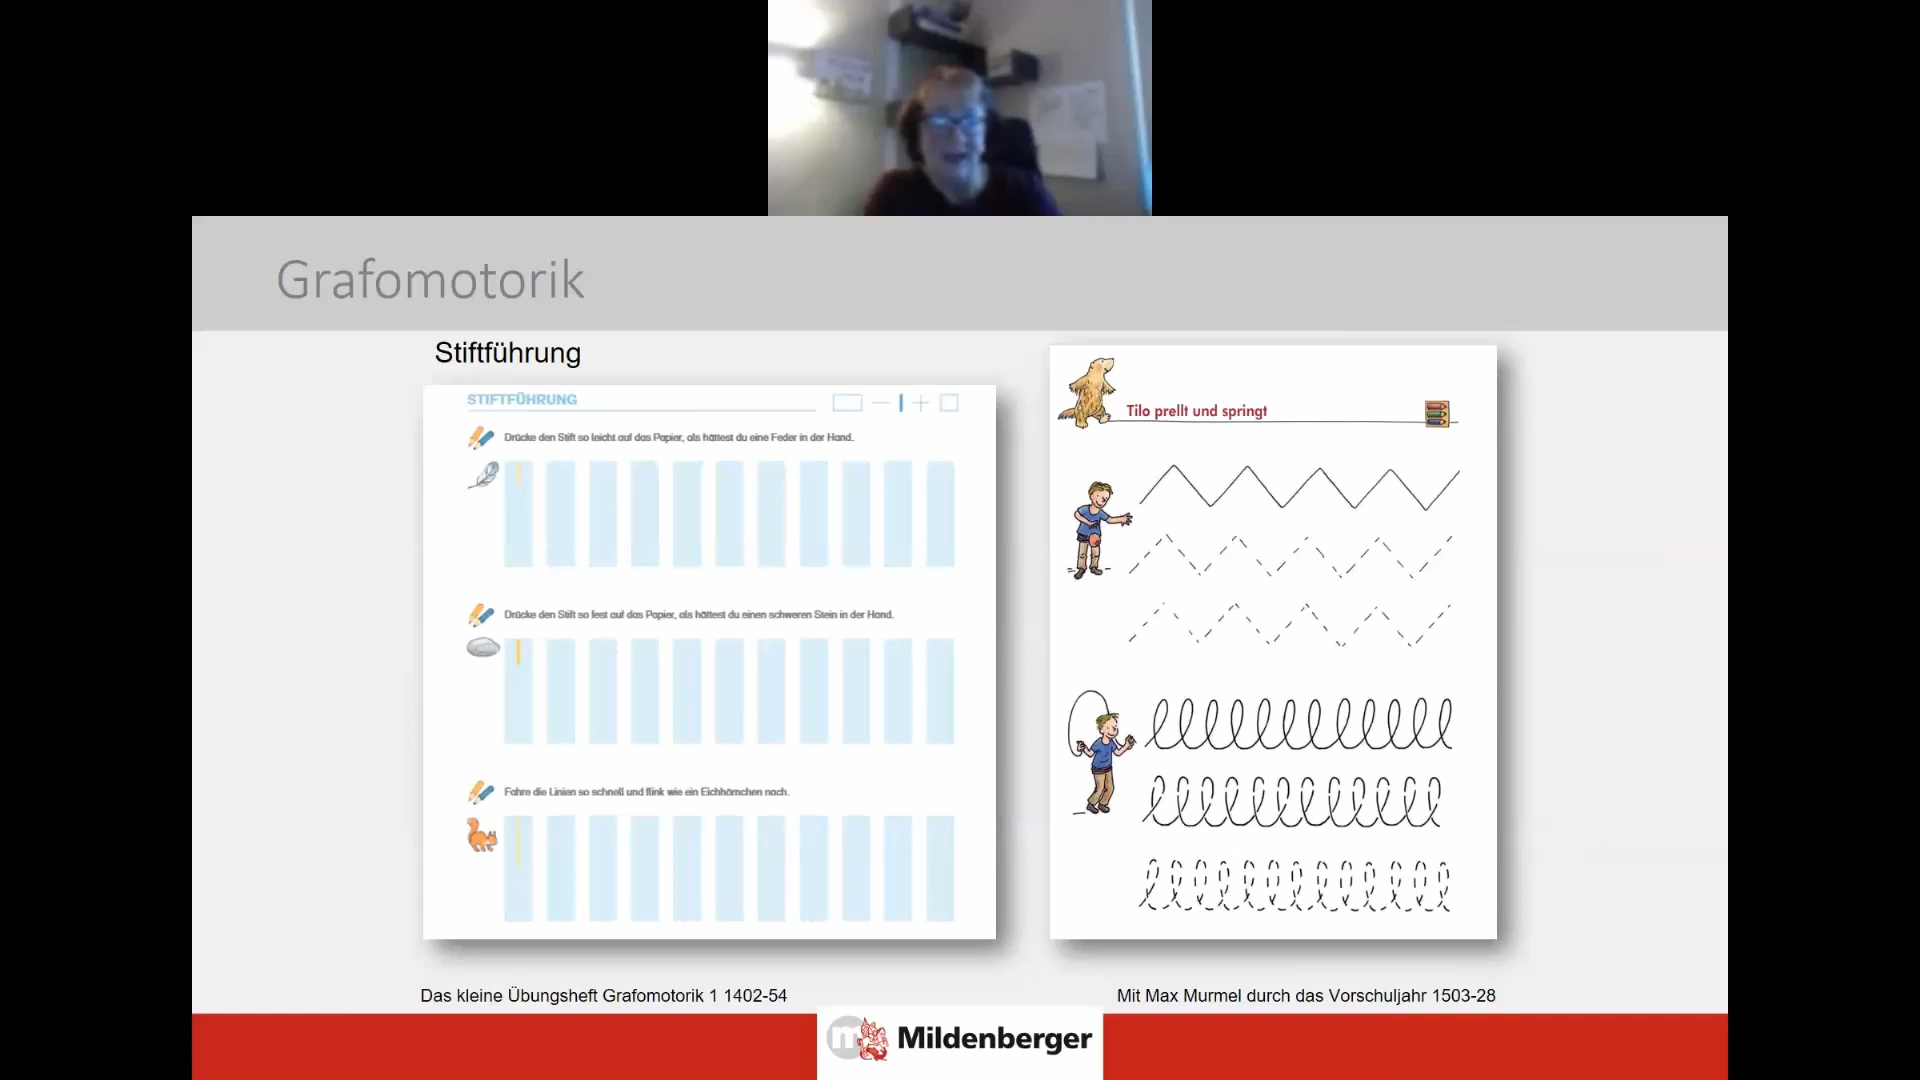 Grafomotorik
Stiftführung
STIFTFÜHRUNG
Drücke den Stift so leicht auf das Papier, als hättest du eine Feder in der Hand.
Drücke den Stift so fest auf das Papier, als hättest du einen schweren Stein in der Hand.
Fahre die Linien so schnell und flink wie ein Eichhörnchen nach.
Das kleine Übungsheft Grafomotorik 1 1402-54
Tilo prellt und springt
Mit Max Murmel durch das Vorschuljahr 1503-28
m Mildenberger